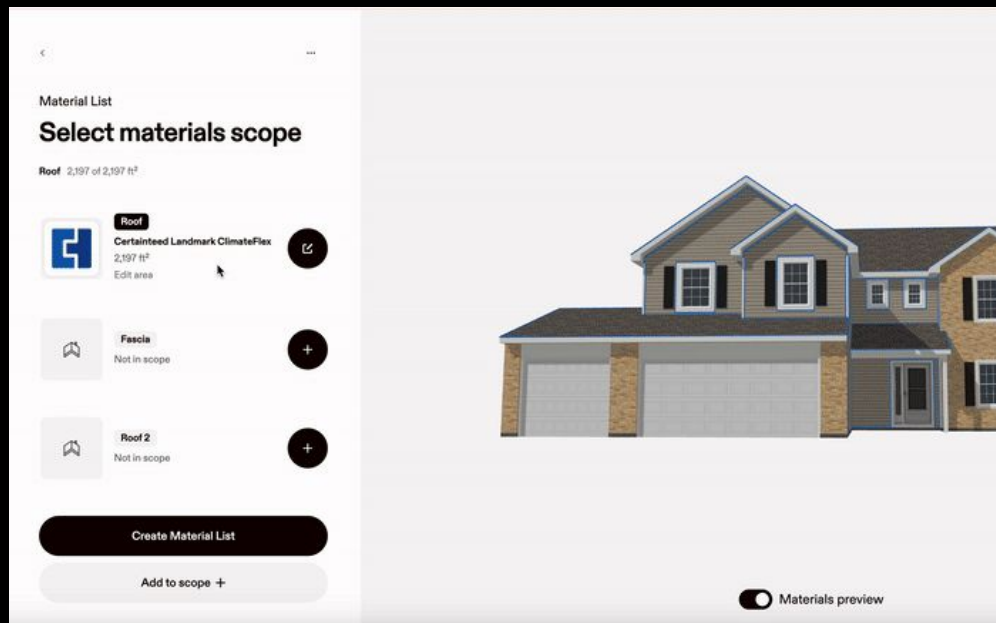 Material List
Select materials scope
Roof 2,197 of 2,197 ft²
Roof
Certainteed Landmark ClimateFlex
2,197 ft²
Edit area
Fascia
Not in scope
Roof 2
Not in scope
Create Material List
Add to scope +
Materials preview